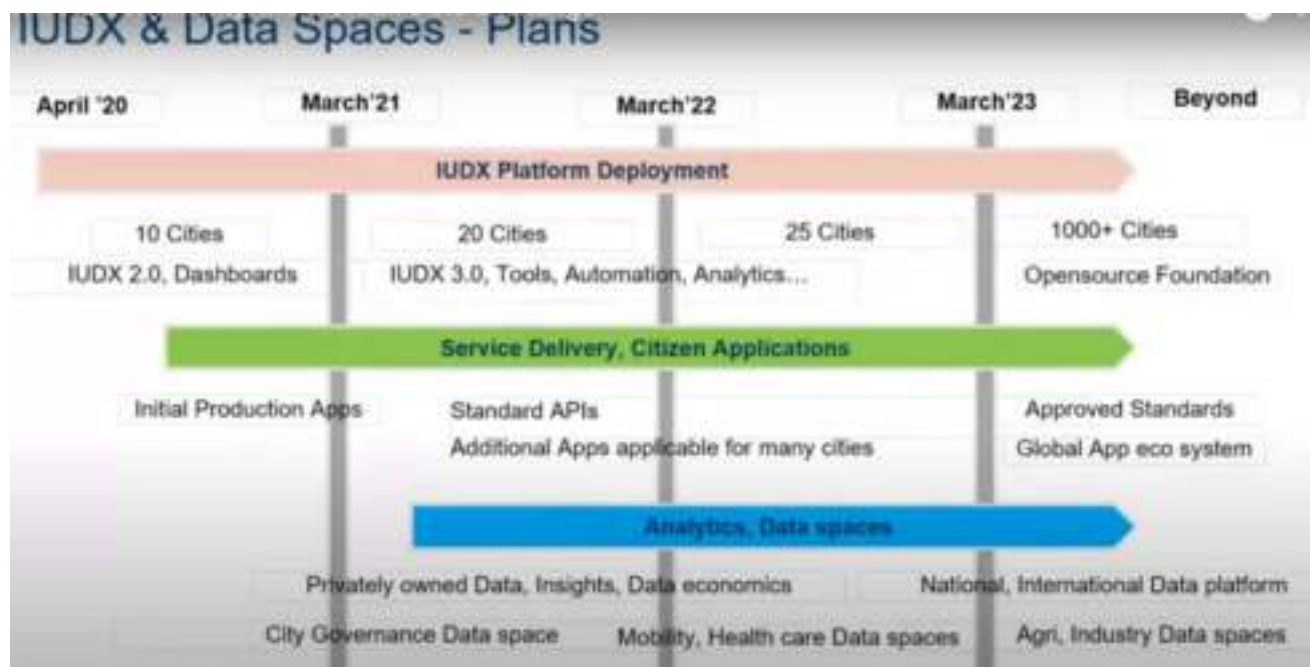 IUDX & Data Spaces - Plans
April '20 March'21 March'22 March'23 Beyond
IUDX Platform Deployment
10 Cities 20 Cities 25 Cities 1000+ Cities
IUDX 2.0, Dashboards IUDX 3.0, Tools, Automation, Analytics... Opensource Foundation
Service Delivery, Citizen Applications
Initial Production Apps Standard APIs Approved Standards
Additional Apps applicable for many cities Global App eco system
Analytics, Data spaces
Privately owned Data, Insights, Data economics National, International Data platform
City Governance Data space Mobility, Health care Data spaces Agri, Industry Data spaces